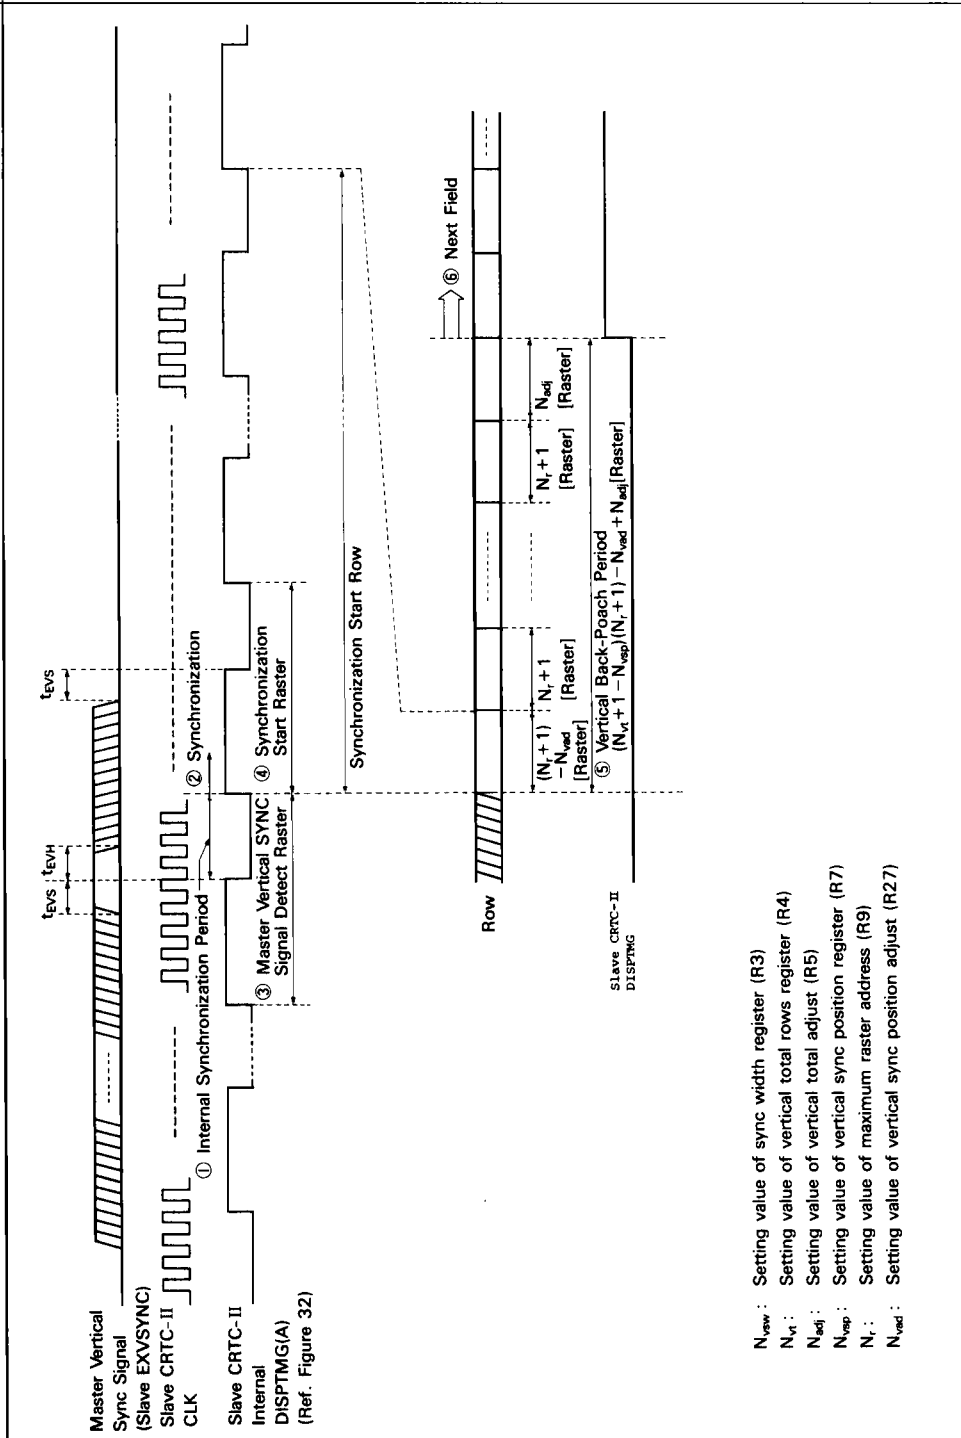 Master Vertical
Sync Signal
(Slave EXVSYNC)
Slave CRTC-II
CLK
Slave CRTC-II
Internal
DISPTMG(A)
(Ref. Figure 32)
tEVS
tEVH
tEVS
① Internal Synchronization Period
② Synchronization
③ Master Vertical SYNC
Signal Detect Raster
④ Synchronization
Start Raster
Synchronization Start Row
Row
⑥ Next Field
(Nr+1)
−Nvad
[Raster]
Nr+1
[Raster]
Nr+1
[Raster]
Nadj
[Raster]
⑤ Vertical Back-Poach Period
(Nvt+1−Nvsp)(Nr+1)−Nvad+Nadj[Raster]
Slave CRTC-II
DISPTMG
Nvsw : Setting value of sync width register (R3)
Nvt : Setting value of vertical total rows register (R4)
Nadj : Setting value of vertical total adjust (R5)
Nvsp : Setting value of vertical sync position register (R7)
Nr : Setting value of maximum raster address (R9)
Nvad : Setting value of vertical sync position adjust (R27)